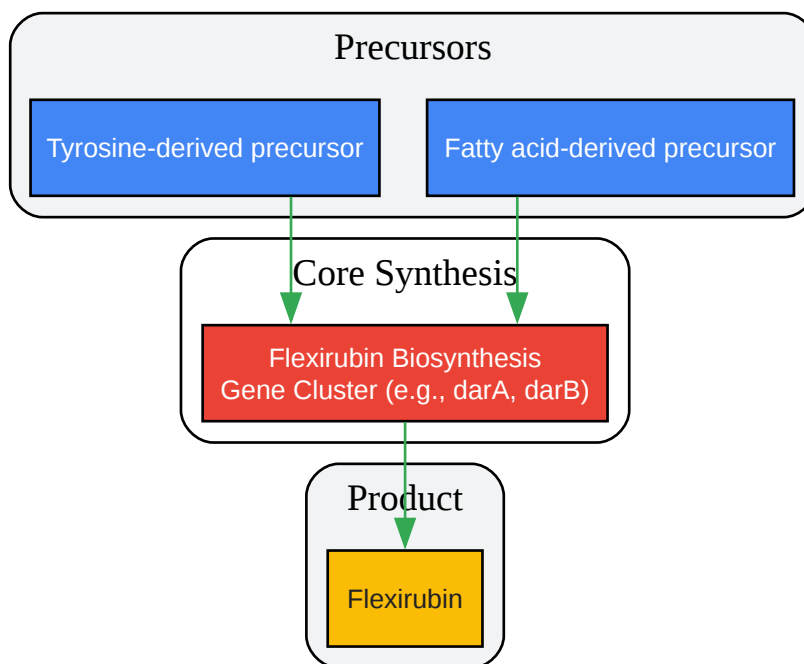 Precursors
Tyrosine-derived precursor
Fatty acid-derived precursor
Core Synthesis
Flexirubin Biosynthesis
Gene Cluster (e.g., darA, darB)
Product
Flexirubin